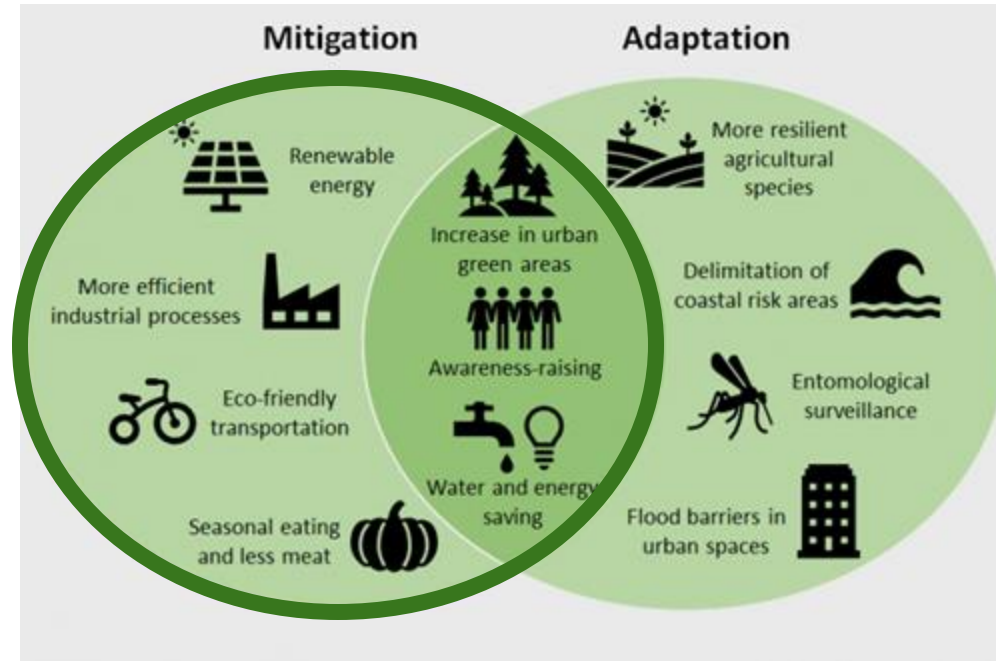 Mitigation
Adaptation
Renewable
energy
More efficient
industrial processes
Eco-friendly
transportation
Seasonal eating
and less meat
Increase in urban
green areas
Awareness-raising
Water and energy
saving
More resilient
agricultural
species
Delimitation of
coastal risk areas
Entomological
surveillance
Flood barriers in
urban spaces